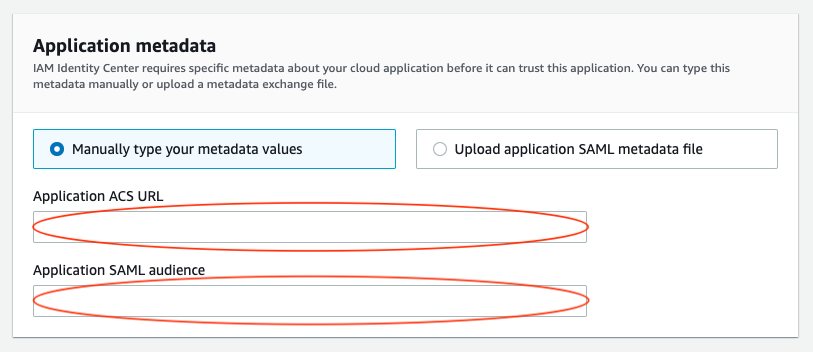 Application metadata
IAM Identity Center requires specific metadata about your cloud application before it can trust this application. You can type this
metadata manually or upload a metadata exchange file.
Manually type your metadata values
Upload application SAML metadata file
Application ACS URL
Application SAML audience